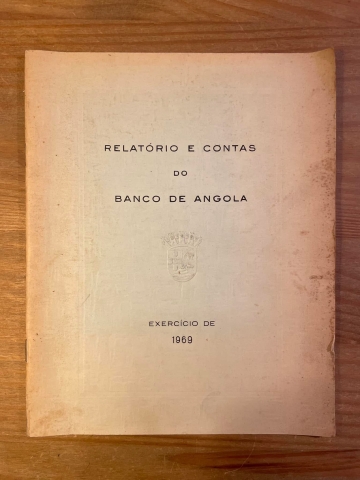 RELATÓRIO E CONTAS
DO
BANCO DE ANGOLA
EXERCÍCIO DE
1969